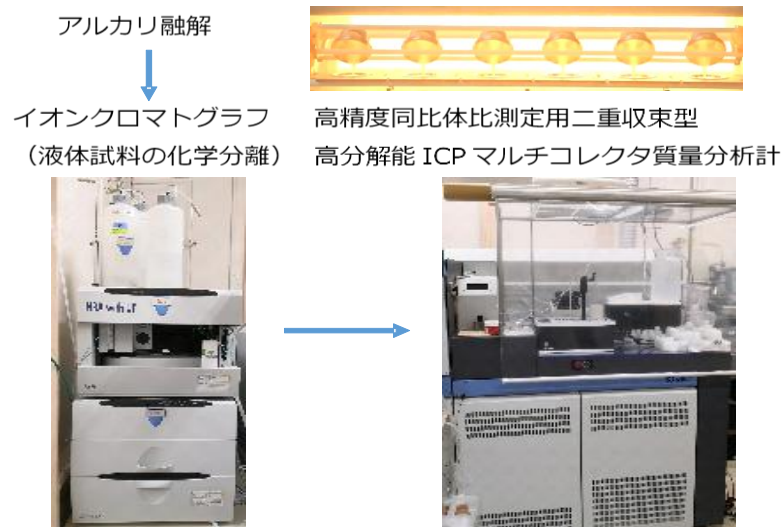 アルカリ融解
イオンクロマトグラフ
（液体試料の化学分離）
高精度同比体比測定用二重収束型
高分解能 ICP マルチコレクタ質量分析計